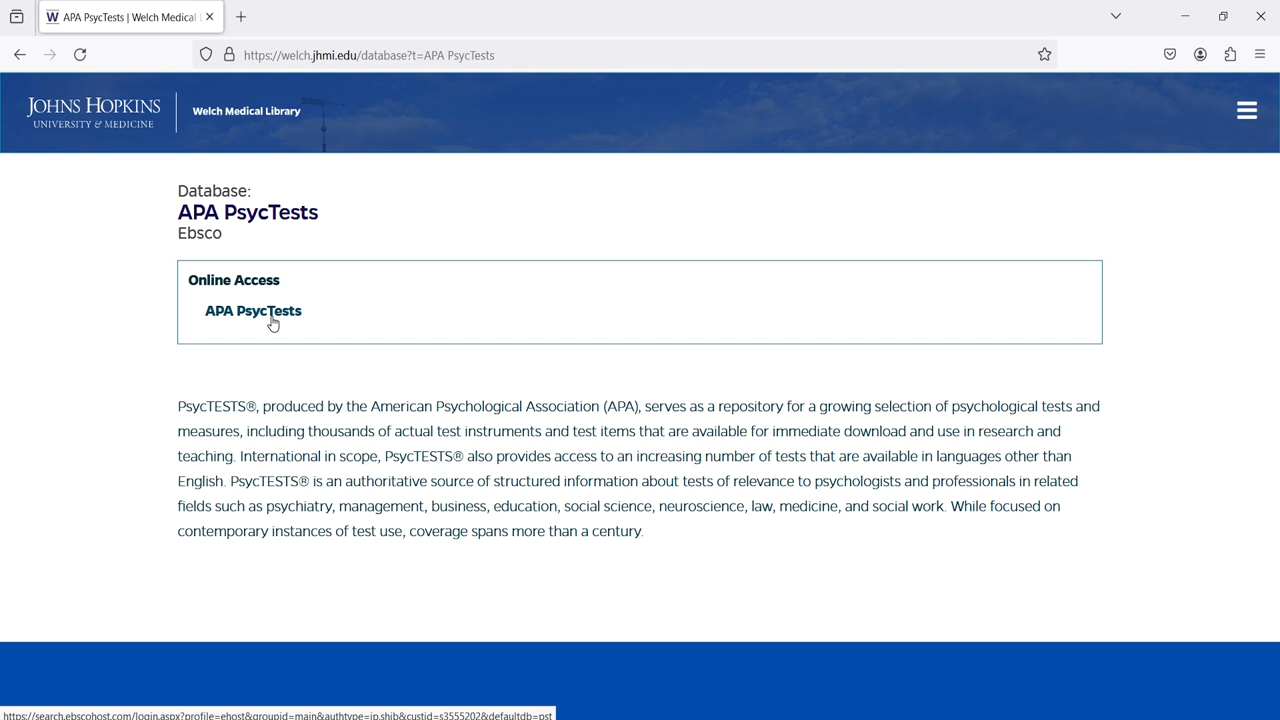 APA PsycTests | Welch Medical L
https://welch.jhmi.edu/database?t=APA PsycTests
JOHNS HOPKINS
UNIVERSITY & MEDICINE
Welch Medical Library
Database:
APA PsycTests
Ebsco
Online Access
APA PsycTests
PsycTESTS®, produced by the American Psychological Association (APA), serves as a repository for a growing selection of psychological tests and
measures, including thousands of actual test instruments and test items that are available for immediate download and use in research and
teaching. International in scope, PsycTESTS® also provides access to an increasing number of tests that are available in languages other than
English. PsycTESTS® is an authoritative source of structured information about tests of relevance to psychologists and professionals in related
fields such as psychiatry, management, business, education, social science, neuroscience, law, medicine, and social work. While focused on
contemporary instances of test use, coverage spans more than a century.
https://search.ebscohost.com/login.aspx?profile=ehost&groupid=main&authtype=ip,shib&custid=s3555202&defaultdb=pst